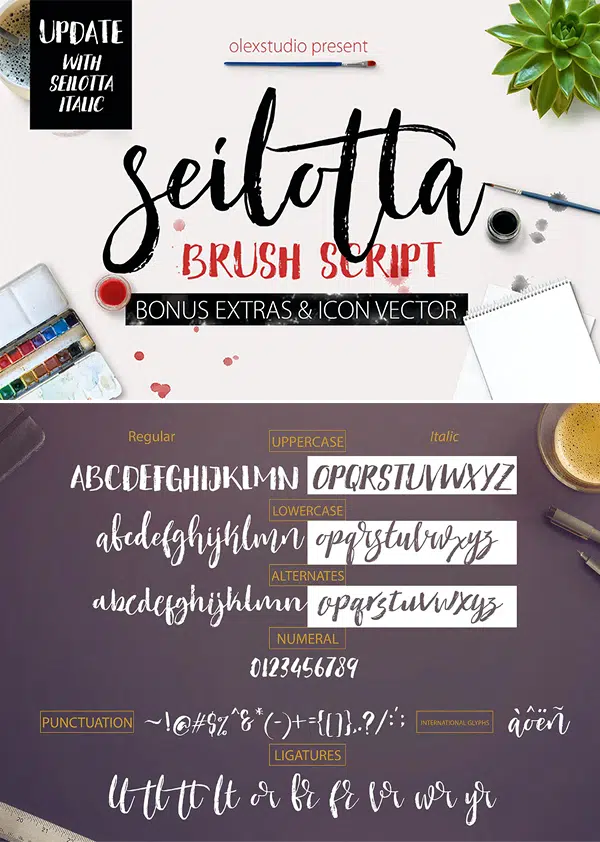 UPDATE
WITH
SEILOTTA
ITALIC
olexstudio present
seilotta
BRUSH SCRIPT
BONUS EXTRAS & ICON VECTOR
Regular
UPPERCASE
Italic
ABCDEFGHIJKLMN OPQRSTUVWXYZ
LOWERCASE
abcdefghijklmn opqrstuvwxyz
ALTERNATES
abcdefghijklmn opqrstuvwxyz
NUMERAL
0123456789
PUNCTUATION ~!@#$%^&*(-)+={[]},.?/:'; INTERNATIONAL GLYPHS àôëñ
LIGATURES
ll tl tt lt or br fr vr wr yr